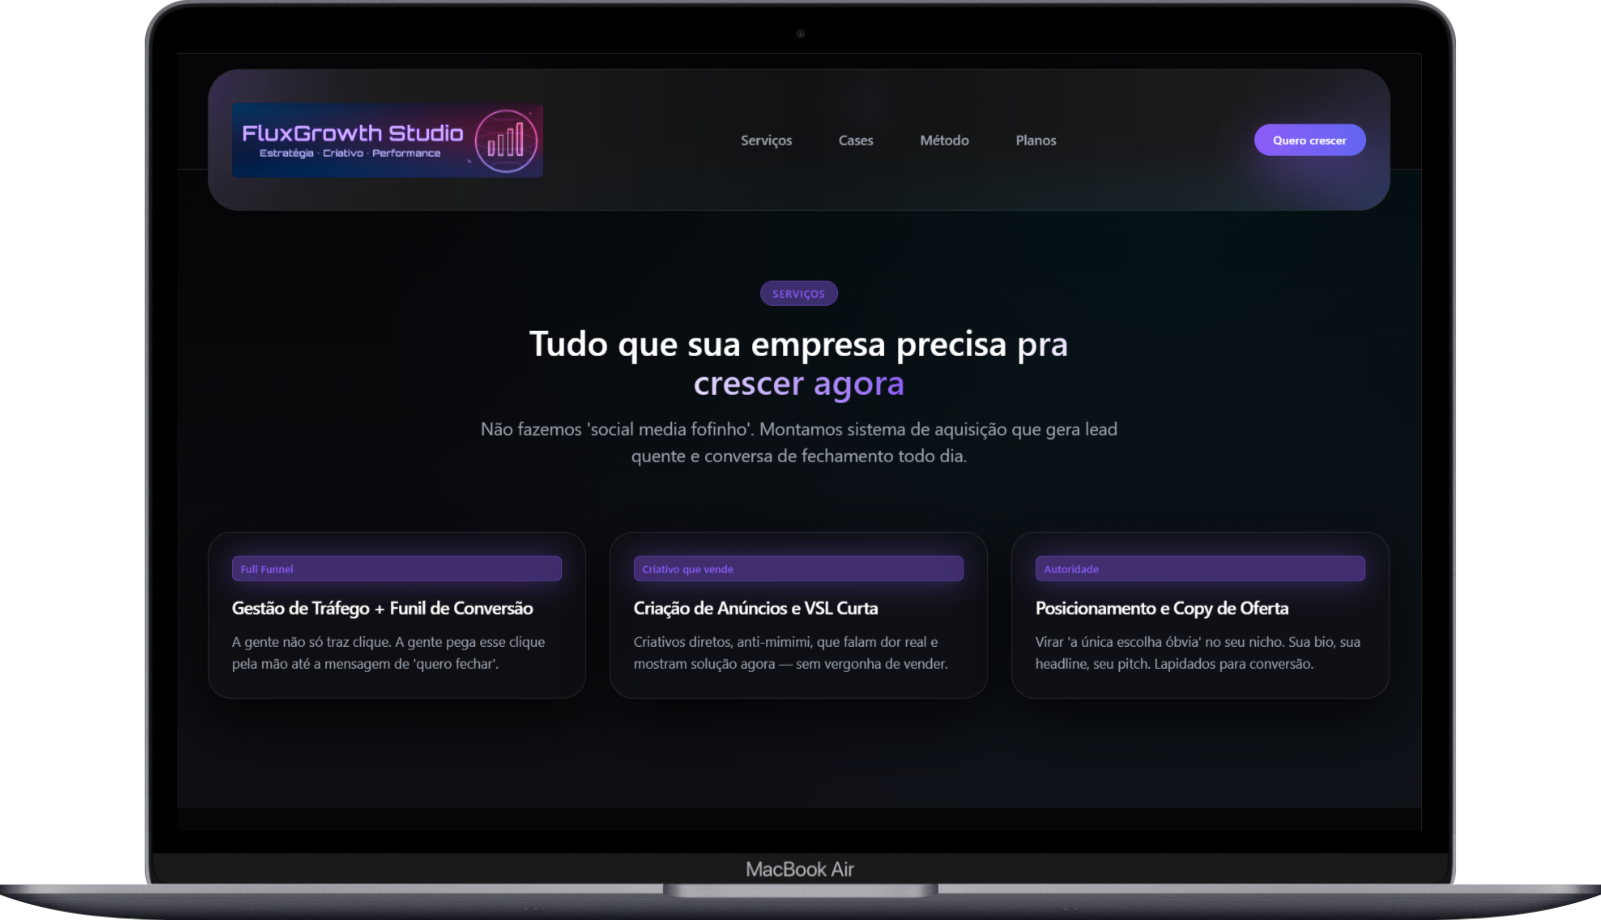 FluxGrowth Studio
Estratégia · Criativo · Performance
Serviços
Cases
Método
Planos
Quero crescer
SERVIÇOS
Tudo que sua empresa precisa pra
crescer agora
Não fazemos 'social media fofinho'. Montamos sistema de aquisição que gera lead
quente e conversa de fechamento todo dia.
Full Funnel
Gestão de Tráfego + Funil de Conversão
A gente não só traz clique. A gente pega esse clique
pela mão até a mensagem de 'quero fechar'.
Criativo que vende
Criação de Anúncios e VSL Curta
Criativos diretos, anti-mimimi, que falam dor real e
mostram solução agora — sem vergonha de vender.
Autoridade
Posicionamento e Copy de Oferta
Virar 'a única escolha óbvia' no seu nicho. Sua bio, sua
headline, seu pitch. Lapidados para conversão.
MacBook Air